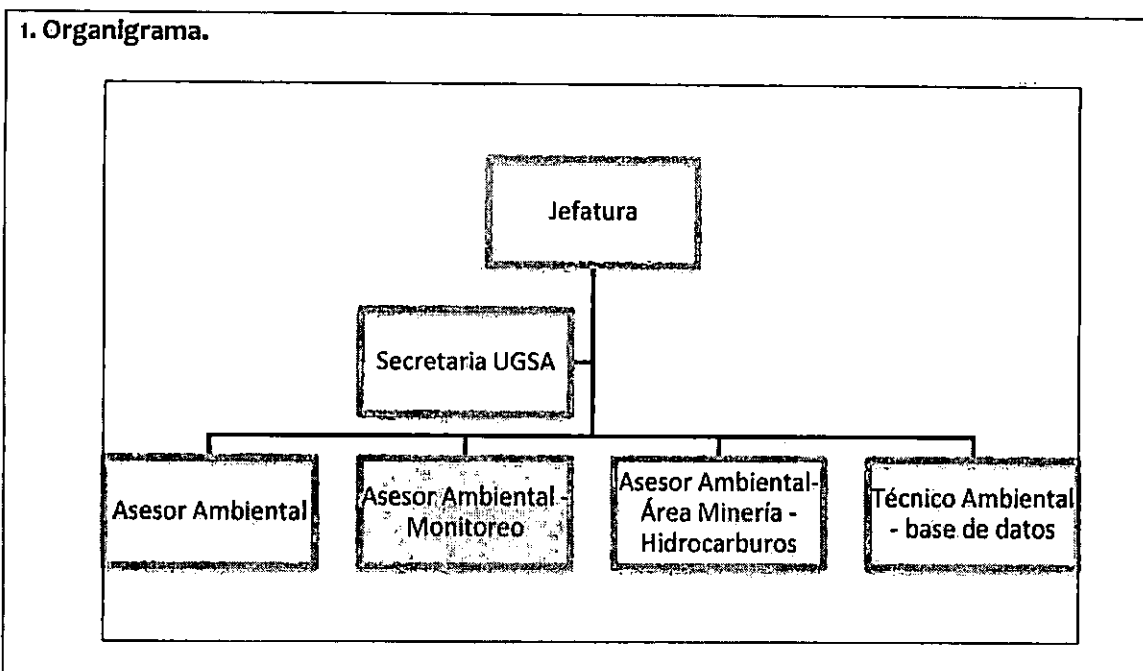 1. Organigrama.
Jefatura
Secretaria UGSA
Asesor Ambiental
Asesor Ambiental -
Monitoreo
Asesor Ambiental-
Área Minería -
Hidrocarburos
Técnico Ambiental
- base de datos